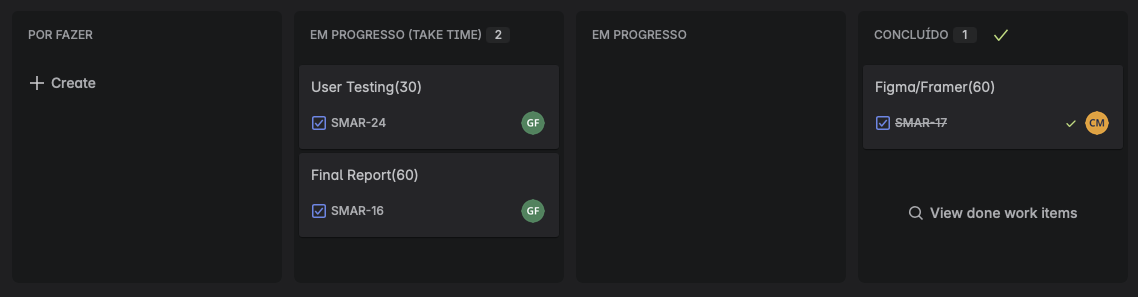 POR FAZER
Create
EM PROGRESSO (TAKE TIME) 2
User Testing(30)
SMAR-24
GF
Final Report(60)
SMAR-16
GF
EM PROGRESSO
CONCLUÍDO 1
Figma/Framer(60)
SMAR-17
CM
View done work items